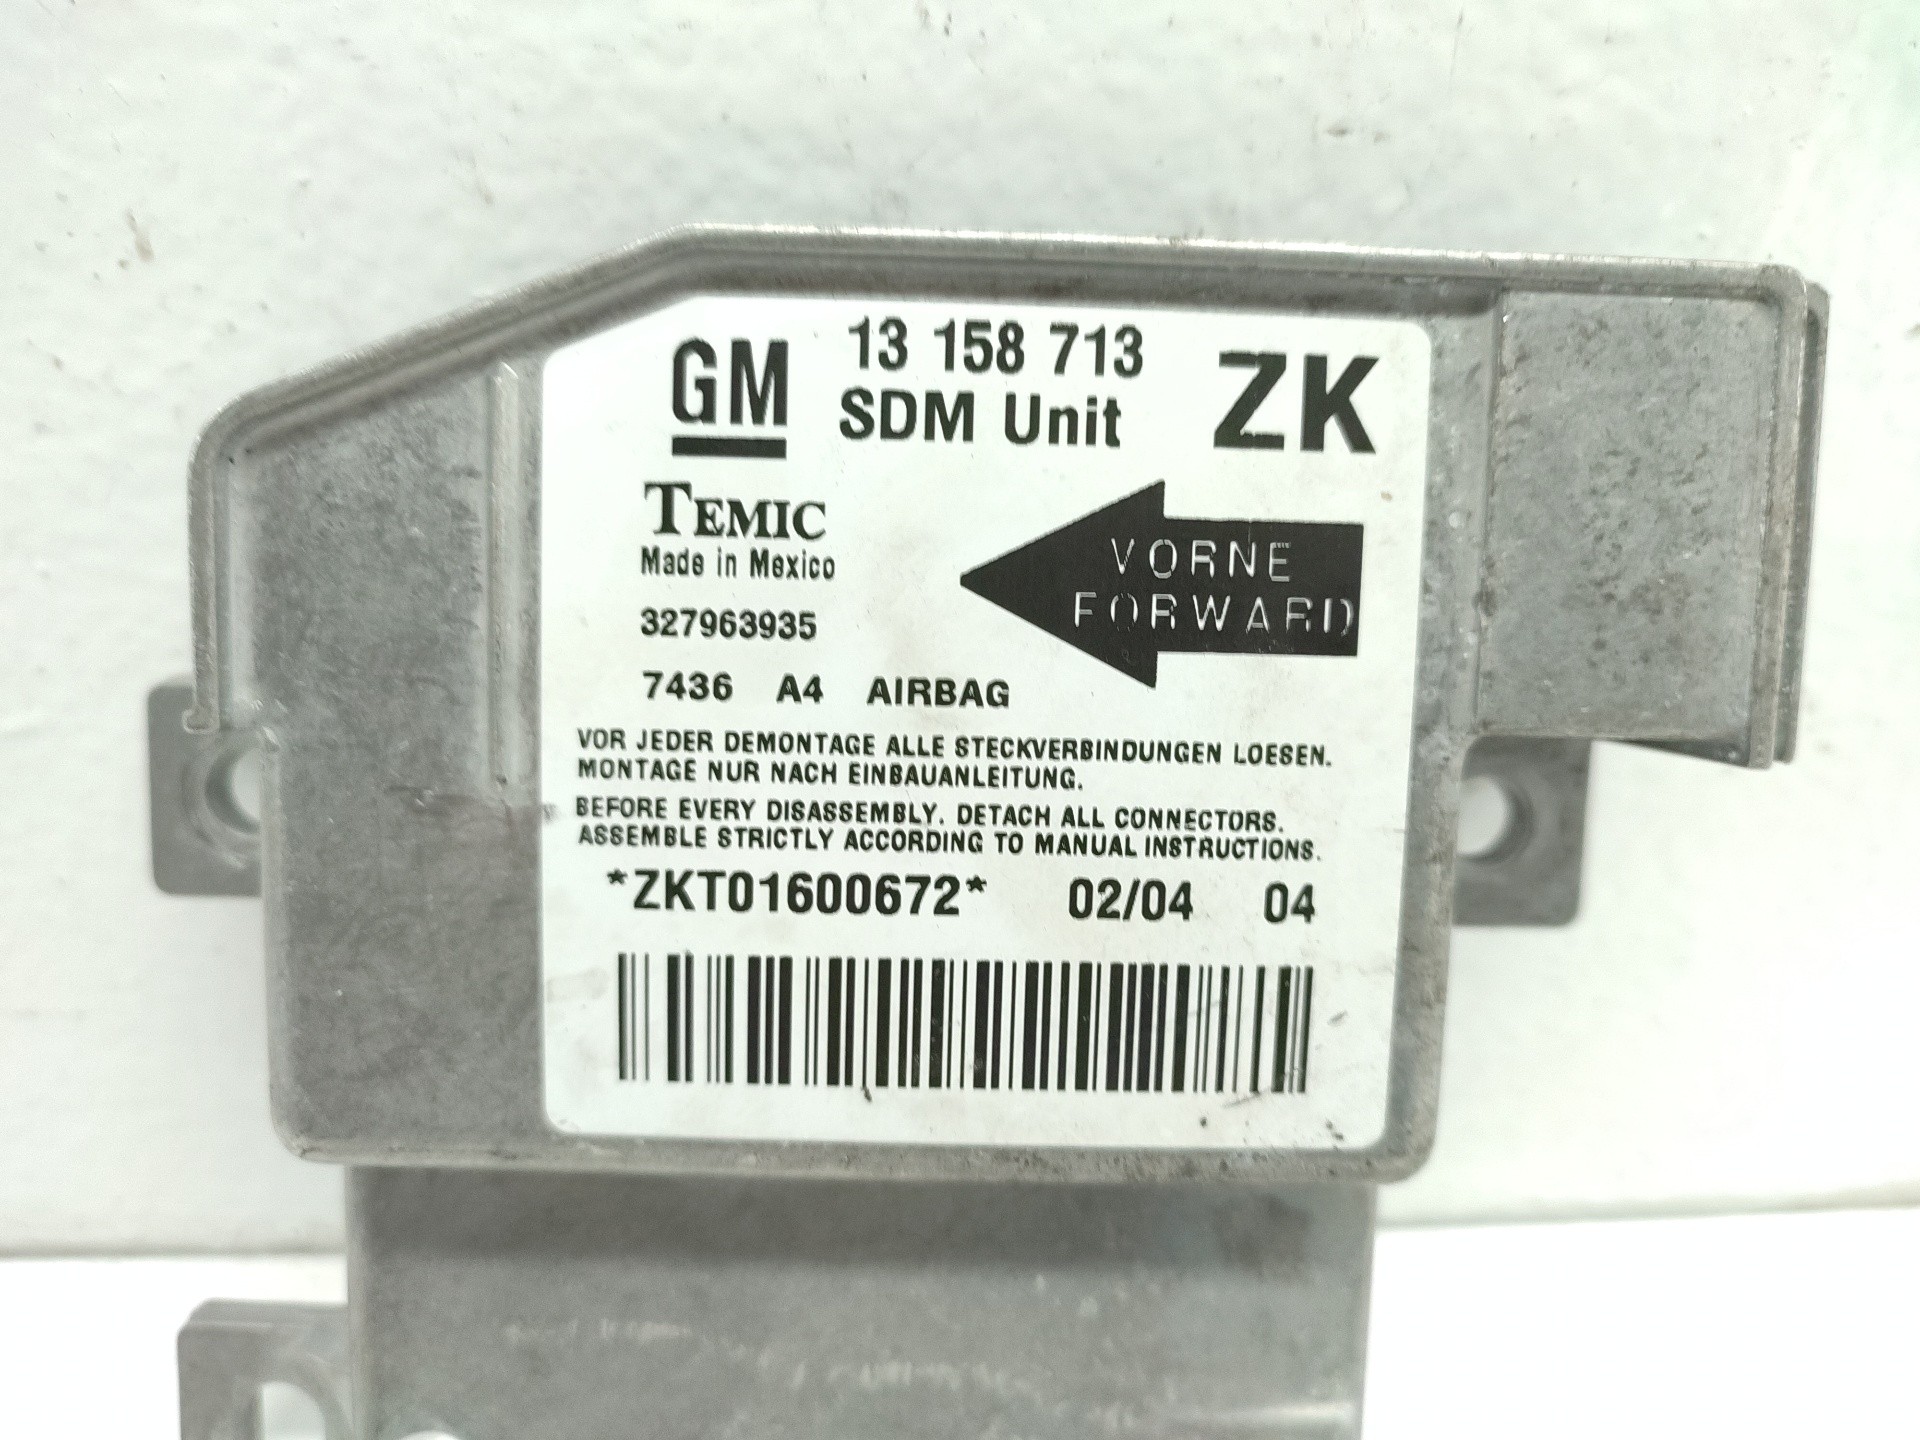 GM
13 158 713
SDM Unit
ZK
TEMIC
Made in Mexico
327963935
7436 A4 AIRBAG
VORNE
FORWARD
VOR JEDER DEMONTAGE ALLE STECKVERBINDUNGEN LOESEN.
MONTAGE NUR NACH EINBAUANLEITUNG.
BEFORE EVERY DISASSEMBLY. DETACH ALL CONNECTORS.
ASSEMBLE STRICTLY ACCORDING TO MANUAL INSTRUCTIONS.
*ZKT01600672* 02/04 04